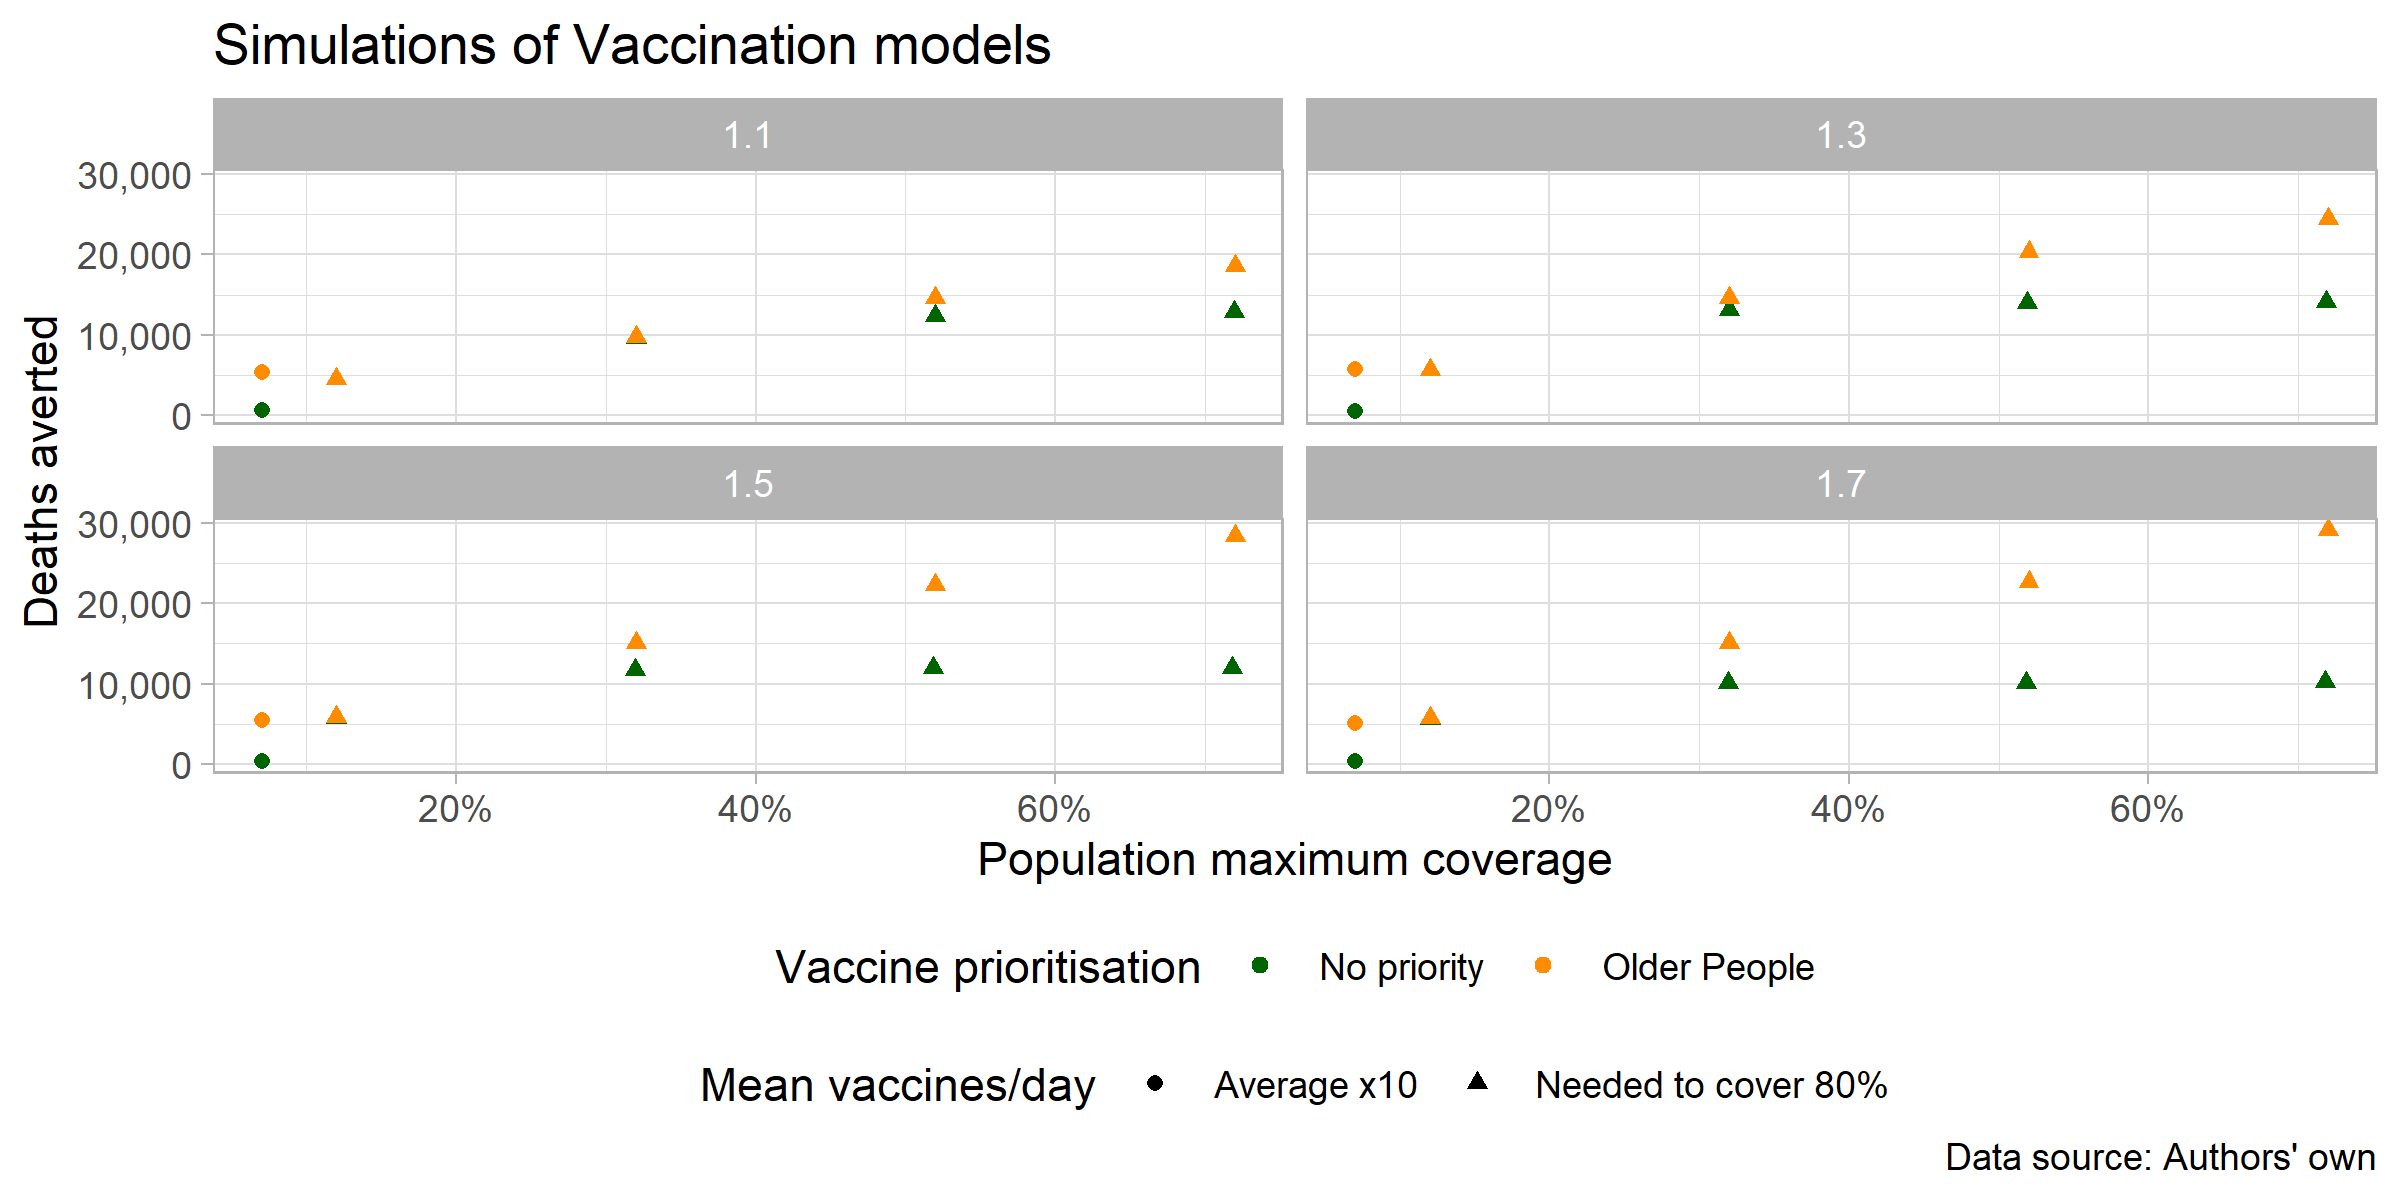 Simulations of Vaccination models
1.1
1.3
30,000
20,000
10,000
0
1.5
1.7
30,000
20,000
10,000
0
Deaths averted
20%
40%
60%
20%
40%
60%
Population maximum coverage
Vaccine prioritisation
No priority
Older People
Mean vaccines/day
Average x10
Needed to cover 80%
Data source: Authors' own